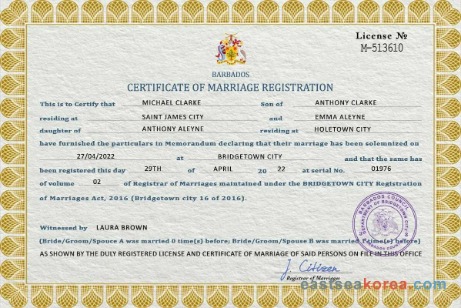 License №
M-513610
BARBADOS
CERTIFICATE OF MARRIAGE REGISTRATION
This is to Certify that MICHAEL CLARKE Son of ANTHONY CLARKE
residing at SAINT JAMES CITY and EMMA ALEYNE
daughter of ANTHONY ALEYNE residing at HOLETOWN CITY
have furnished the particulars in Memorandum declaring that their marriage has been solemnized on
27/04/2022 at BRIDGETOWN CITY and that the same has
been registered this day 29TH of APRIL 20 22 at serial No. 01976
of volume 02 of Registrar of Marriages maintained under the BRIDGETOWN CITY Registration
of Marriages Act, 2016 (Bridgetown city 16 of 2016).
Witnessed by LAURA BROWN
(Bride/Groom/Spouse A was married 0 time(s) before; Bride/Groom/Spouse B was married time(s) before)
AS SHOWN BY THE DULY REGISTERED LICENSE AND CERTIFICATE OF MARRIAGE OF SAID PERSONS ON FILE IN THIS OFFICE
J. Citizen
Registrar of Marriages
eastseakorea.com